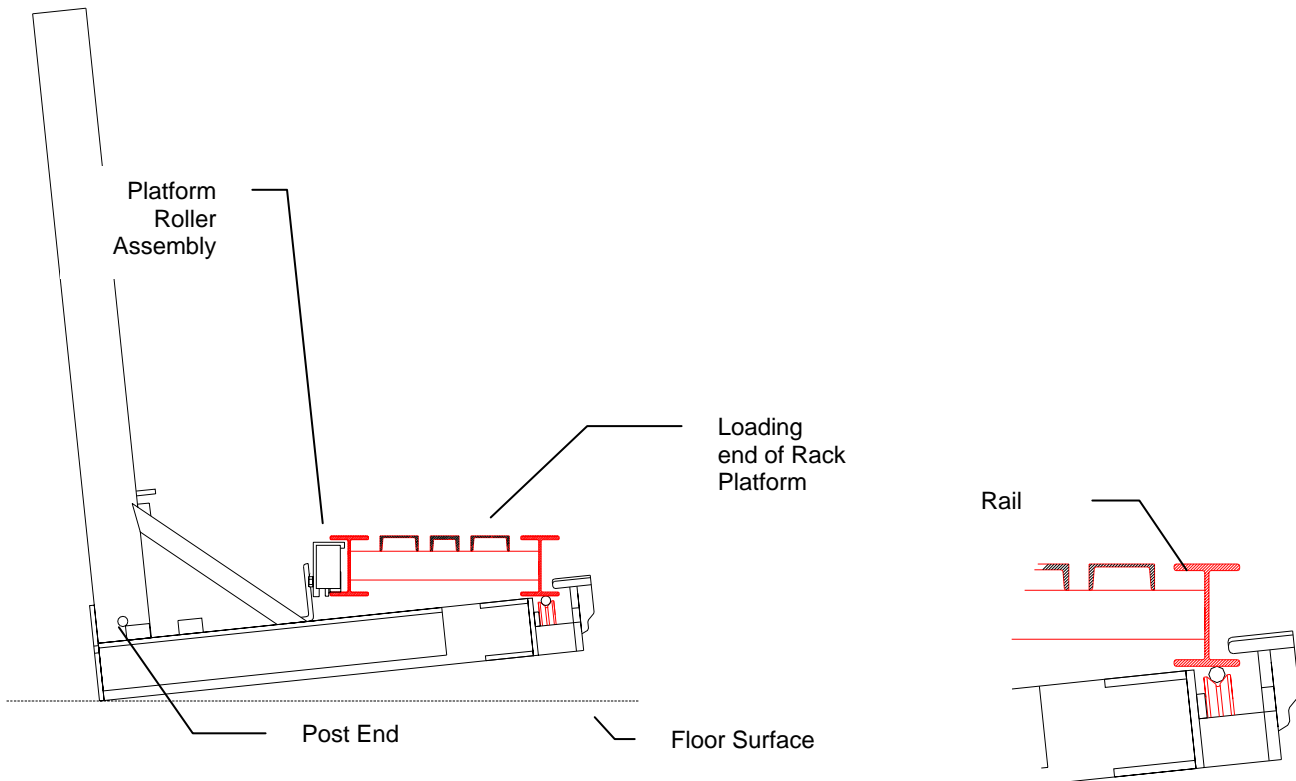 Platform
Roller
Assembly
Loading
end of Rack
Platform
Rail
Post End
Floor Surface